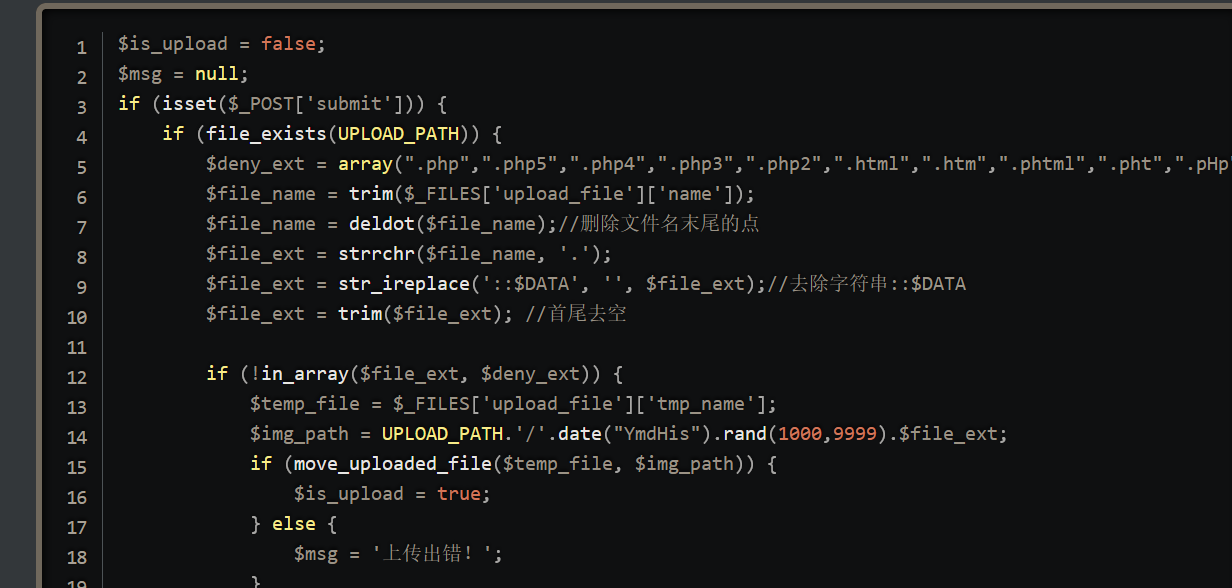 1 $is_upload = false;
2 $msg = null;
3 if (isset($_POST['submit'])) {
4 if (file_exists(UPLOAD_PATH)) {
5 $deny_ext = array(".php",".php5",".php4",".php3",".php2",".html",".htm",".phtml",".pht",".pHp
6 $file_name = trim($_FILES['upload_file']['name']);
7 $file_name = deldot($file_name);//删除文件名末尾的点
8 $file_ext = strrchr($file_name, '.');
9 $file_ext = str_ireplace('::$DATA', '', $file_ext);//去除字符串::$DATA
10 $file_ext = trim($file_ext); //首尾去空
11
12 if (!in_array($file_ext, $deny_ext)) {
13 $temp_file = $_FILES['upload_file']['tmp_name'];
14 $img_path = UPLOAD_PATH.'/'.date("YmdHis").rand(1000,9999).$file_ext;
15 if (move_uploaded_file($temp_file, $img_path)) {
16 $is_upload = true;
17 } else {
18 $msg = '上传出错！';
19 }